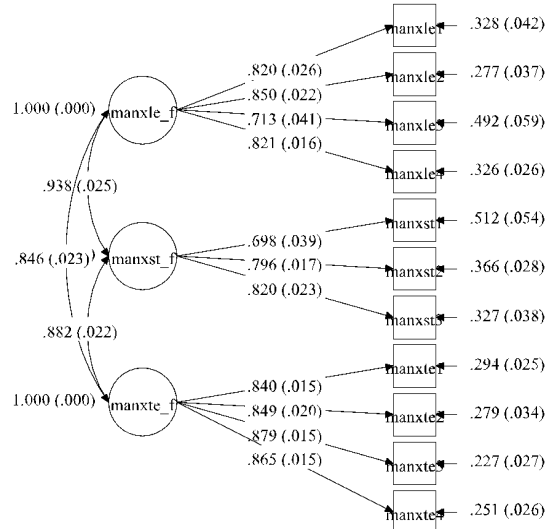 manxle1
.328 (.042)
.820 (.026)
manxle2
.277 (.037)
.850 (.022)
1.000 (.000)
manxle_f
.713 (.041)
manxle3
.492 (.059)
.821 (.016)
manxle4
.326 (.026)
.938 (.025)
manxst1
.512 (.054)
.698 (.039)
.846 (.023)
)
manxst_f
.796 (.017)
manxst2
.366 (.028)
.820 (.023)
manxst3
.327 (.038)
.882 (.022)
manxte1
.294 (.025)
.840 (.015)
1.000 (.000)
manxte_f
.849 (.020)
manxte2
.279 (.034)
.879 (.015)
manxte3
.227 (.027)
.865 (.015)
manxte4
.251 (.026)